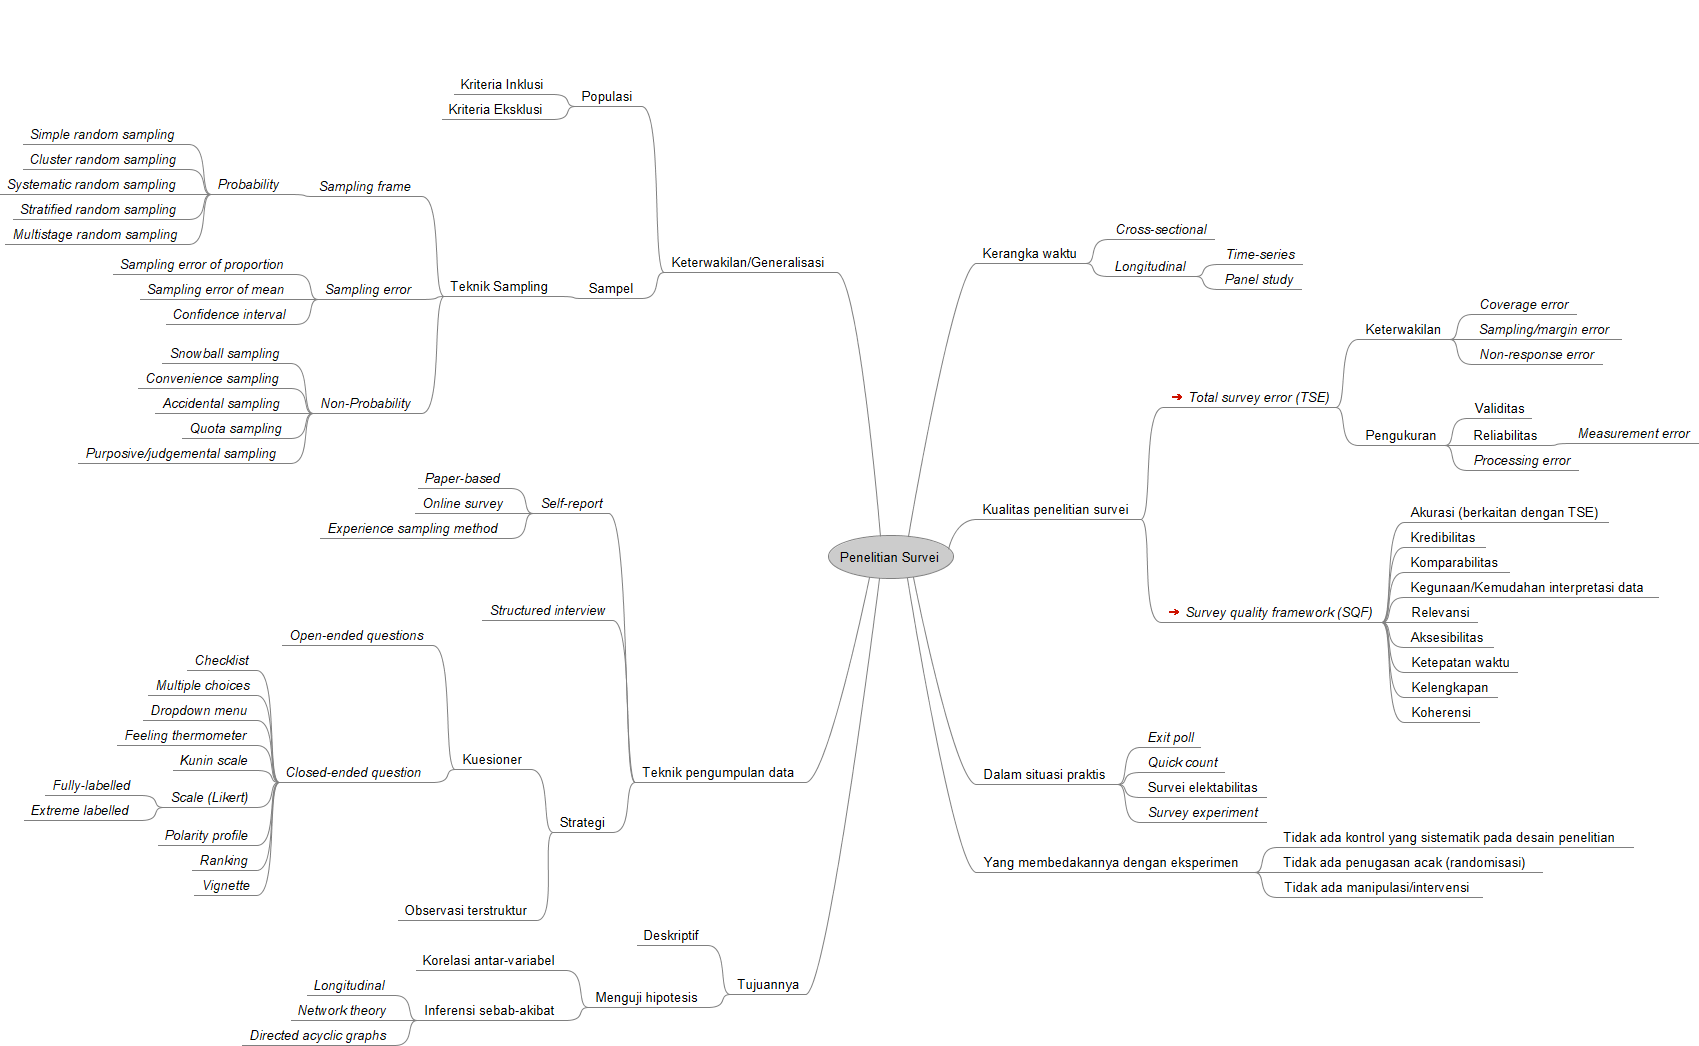 Penelitian Survei
Keterwakilan/Generalisasi
Populasi
Kriteria Inklusi
Kriteria Eksklusi
Sampel
Teknik Sampling
Sampling frame
Probability
Simple random sampling
Cluster random sampling
Systematic random sampling
Stratified random sampling
Multistage random sampling
Sampling error
Sampling error of proportion
Sampling error of mean
Confidence interval
Non-Probability
Snowball sampling
Convenience sampling
Accidental sampling
Quota sampling
Purposive/judgemental sampling
Teknik pengumpulan data
Self-report
Paper-based
Online survey
Experience sampling method
Structured interview
Strategi
Kuesioner
Open-ended questions
Closed-ended question
Checklist
Multiple choices
Dropdown menu
Feeling thermometer
Kunin scale
Scale (Likert)
Fully-labelled
Extreme labelled
Polarity profile
Ranking
Vignette
Observasi terstruktur
Tujuannya
Deskriptif
Menguji hipotesis
Korelasi antar-variabel
Inferensi sebab-akibat
Longitudinal
Network theory
Directed acyclic graphs
Kerangka waktu
Cross-sectional
Longitudinal
Time-series
Panel study
Kualitas penelitian survei
Total survey error (TSE)
Keterwakilan
Coverage error
Sampling/margin error
Non-response error
Pengukuran
Validitas
Reliabilitas
Measurement error
Processing error
Survey quality framework (SQF)
Akurasi (berkaitan dengan TSE)
Kredibilitas
Komparabilitas
Kegunaan/Kemudahan interpretasi data
Relevansi
Aksesibilitas
Ketepatan waktu
Kelengkapan
Koherensi
Dalam situasi praktis
Exit poll
Quick count
Survei elektabilitas
Survey experiment
Yang membedakannya dengan eksperimen
Tidak ada kontrol yang sistematik pada desain penelitian
Tidak ada penugasan acak (randomisasi)
Tidak ada manipulasi/intervensi